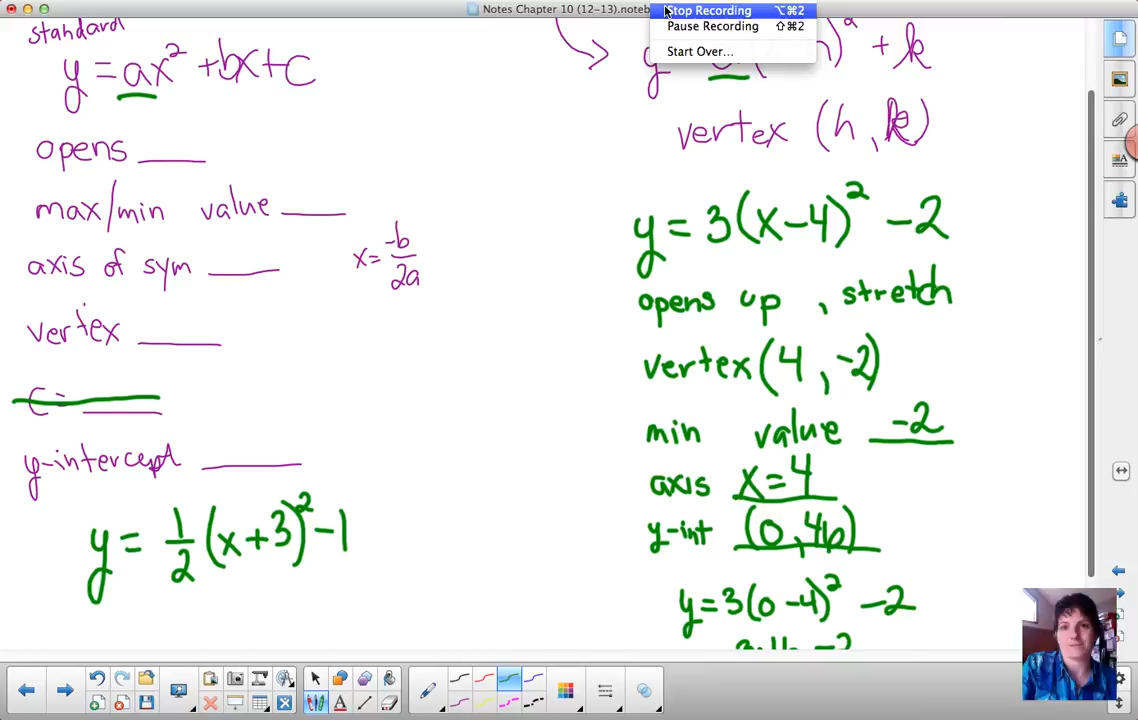 Notes Chapter 10 (12-13).noteb
Stop Recording ⌥⌘2
Pause Recording ⇧⌘2
Start Over...
standard
y = ax² + bx + c
opens ____
max/min value ____
axis of sym ____
x = -b/2a
vertex ____
C = ____
y-intercept ____
y = 1/2 (x+3)² - 1
+ k
vertex (h, k)
y = 3(x-4)² - 2
opens up, stretch
vertex (4, -2)
min value -2
axis x = 4
y-int (0, 46)
y = 3(0-4)² - 2